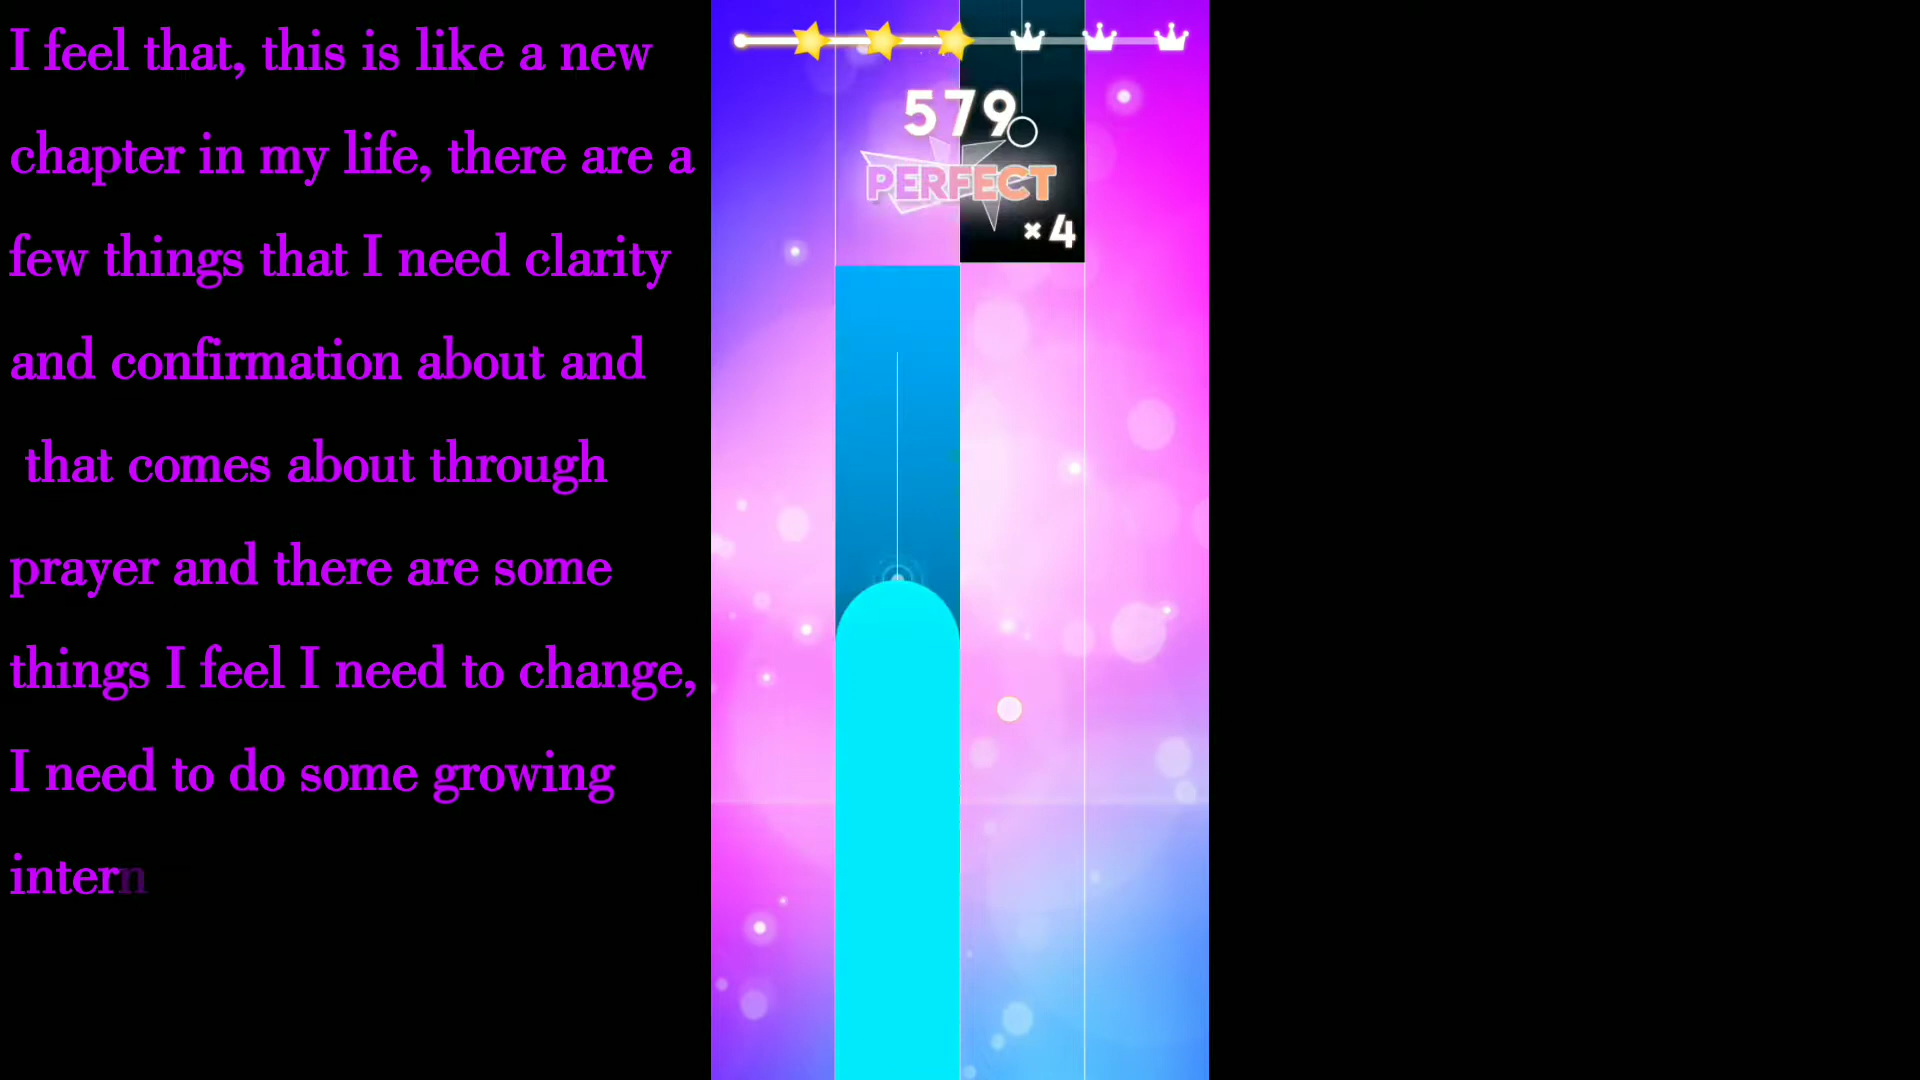 I feel that, this is like a new
chapter in my life, there are a
few things that I need clarity
and confirmation about and
that comes about through
prayer and there are some
things I feel I need to change,
I need to do some growing
intern
579
PERFECT
×4